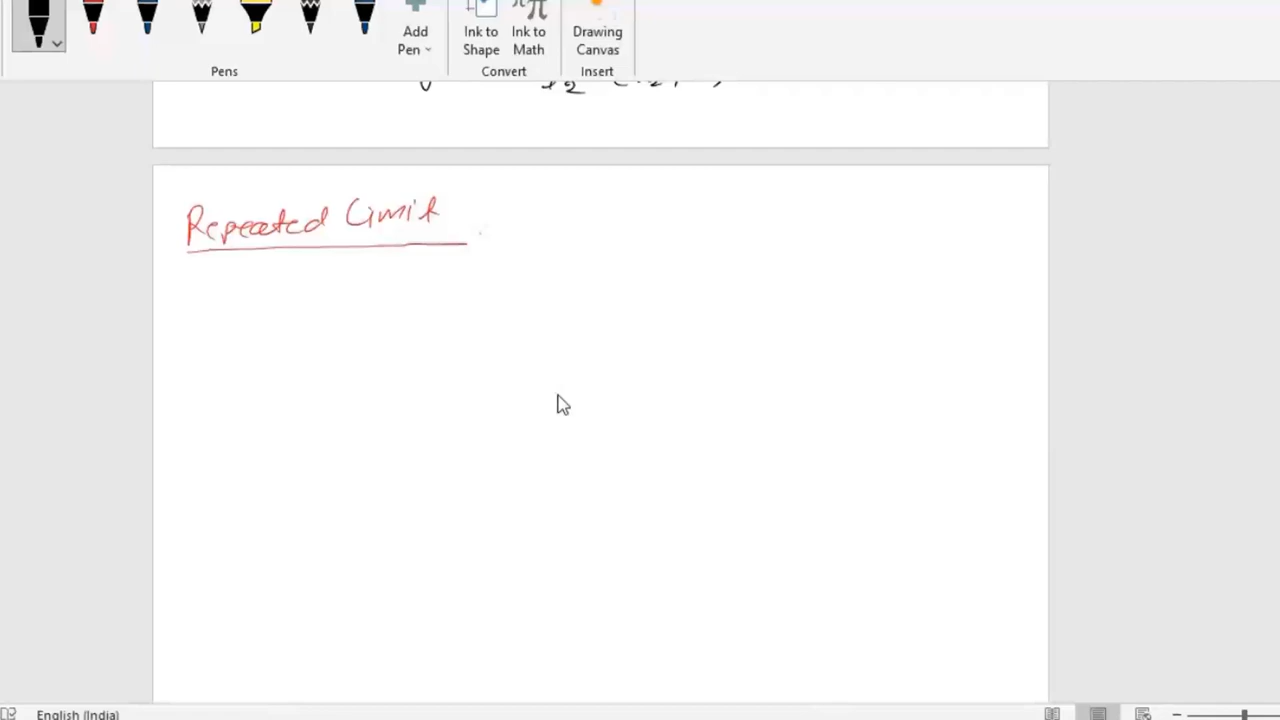 Add Pen
Ink to Shape
Ink to Math
Drawing Canvas
Pens
Convert
Insert
Repeated Limit
English (India)